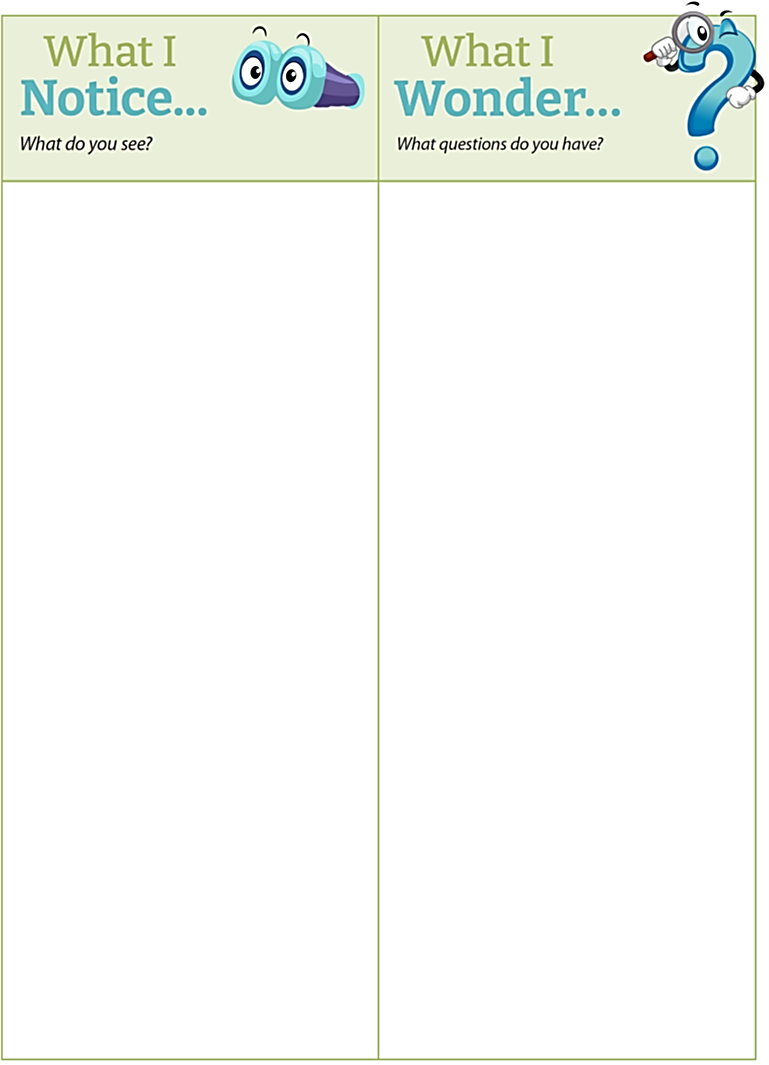 What I
Notice...
What do you see?
What I
Wonder...
What questions do you have?